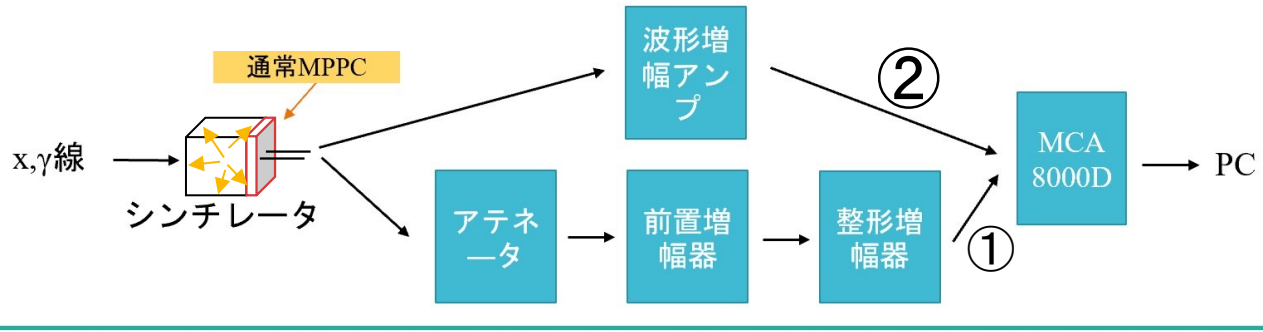 通常MPPC
x,γ線
シンチレータ
波形増
幅アン
プ
②
アテネ
―タ
前置増
幅器
整形増
幅器
①
MCA
8000D
PC